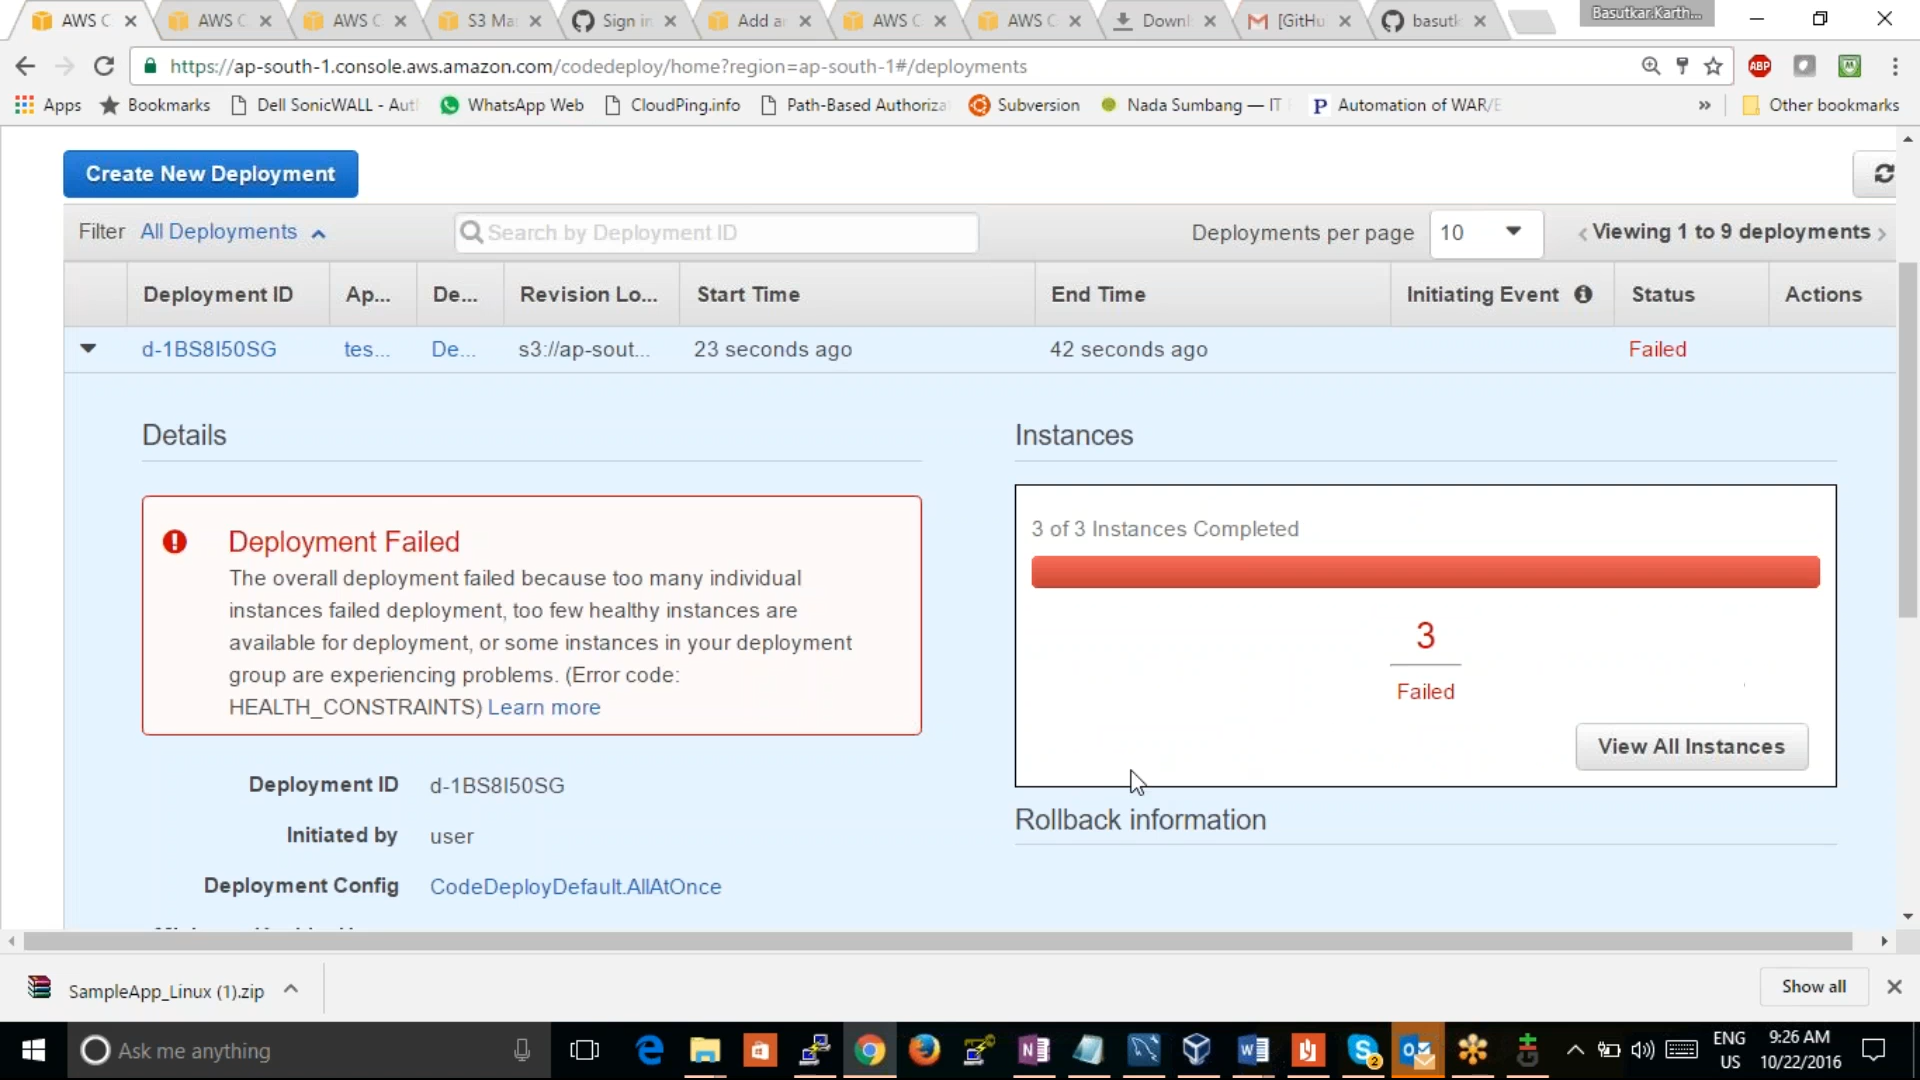 AWS C
AWS C
AWS C
S3 Ma
Sign in
Add a
AWS C
AWS C
Downl
[GitHu
basutk
Basutkar.Karth...
https://ap-south-1.console.aws.amazon.com/codedeploy/home?region=ap-south-1#/deployments
ABP
Apps
Bookmarks
Dell SonicWALL - Aut
WhatsApp Web
CloudPing.info
Path-Based Authoriza
Subversion
Nada Sumbang — IT
Automation of WAR/E
»
Other bookmarks
Create New Deployment
Filter All Deployments
Search by Deployment ID
Deployments per page 10
Viewing 1 to 9 deployments
Deployment ID Ap... De... Revision Lo... Start Time End Time Initiating Event Status Actions
d-1BS8I50SG tes... De... s3://ap-sout... 23 seconds ago 42 seconds ago Failed
Details
Deployment Failed
The overall deployment failed because too many individual
instances failed deployment, too few healthy instances are
available for deployment, or some instances in your deployment
group are experiencing problems. (Error code:
HEALTH_CONSTRAINTS) Learn more
Deployment ID d-1BS8I50SG
Initiated by user
Deployment Config CodeDeployDefault.AllAtOnce
Instances
3 of 3 Instances Completed
3
Failed
View All Instances
Rollback information
SampleApp_Linux (1).zip
Show all
Ask me anything
2
ENG
US
9:26 AM
10/22/2016